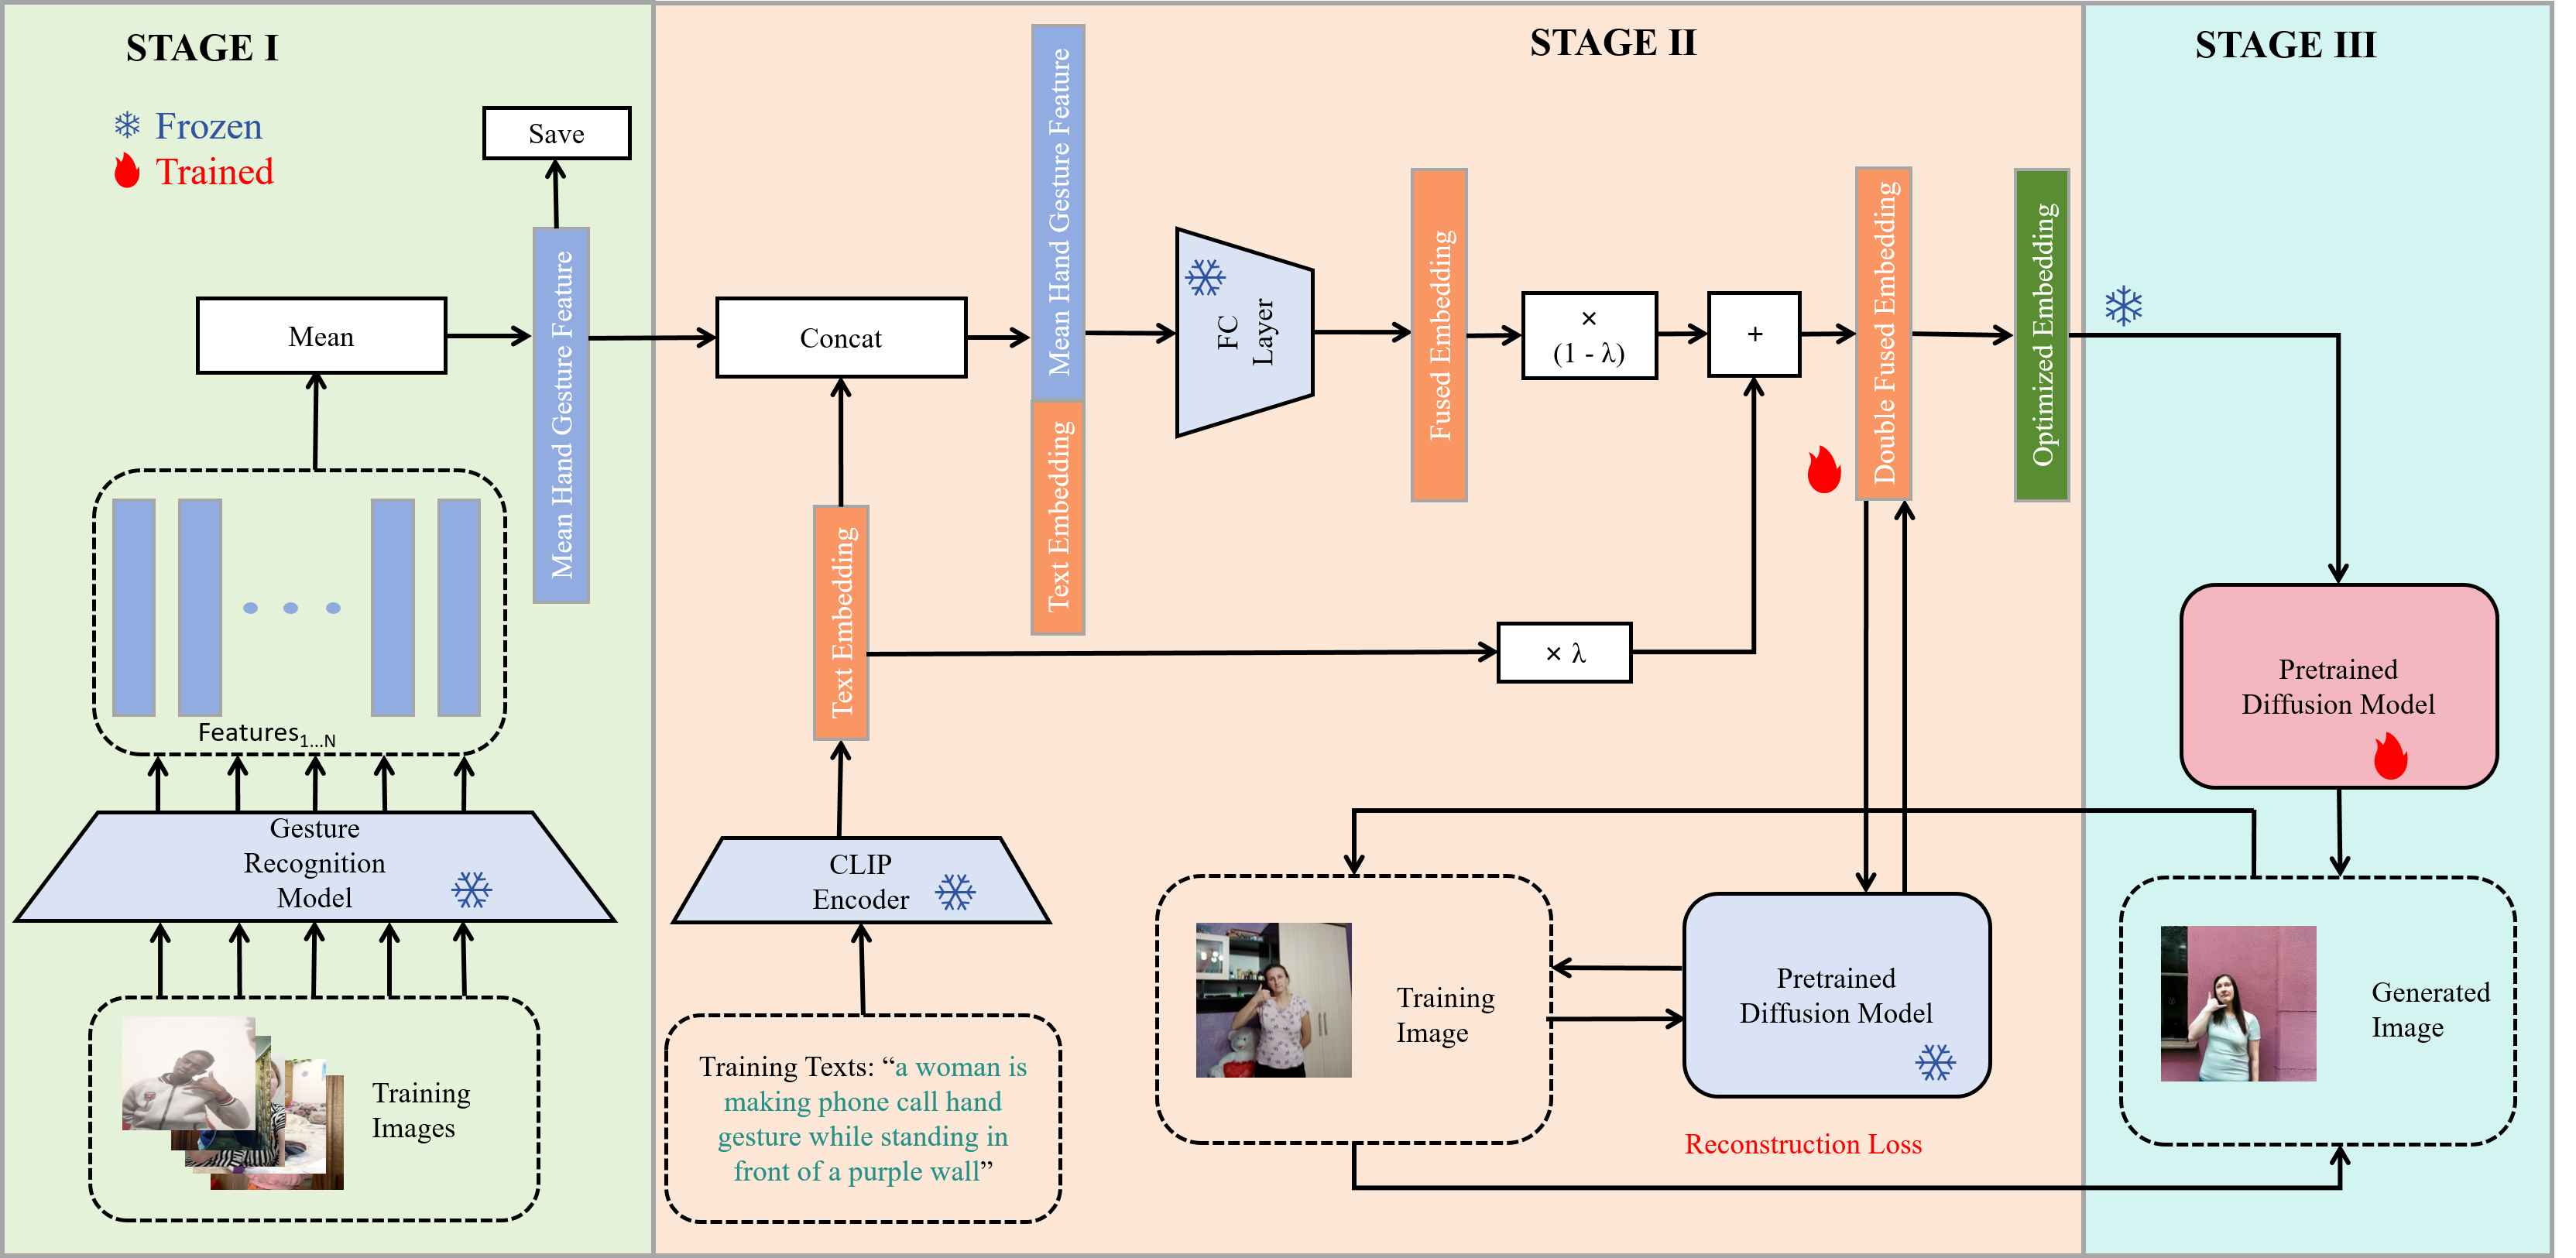 STAGE I
Frozen
Trained
Save
Mean Hand Gesture Feature
Mean
Features1...N
Gesture
Recognition
Model
Training
Images
STAGE II
Mean Hand Gesture Feature
Text Embedding
Concat
FC
Layer
Fused Embedding
×
(1 - λ)
+
Double Fused Embedding
Optimized Embedding
Text Embedding
× λ
CLIP
Encoder
Training Texts: “a woman is
making phone call hand
gesture while standing in
front of a purple wall”
Training
Image
Pretrained
Diffusion Model
Reconstruction Loss
STAGE III
Pretrained
Diffusion Model
Generated
Image